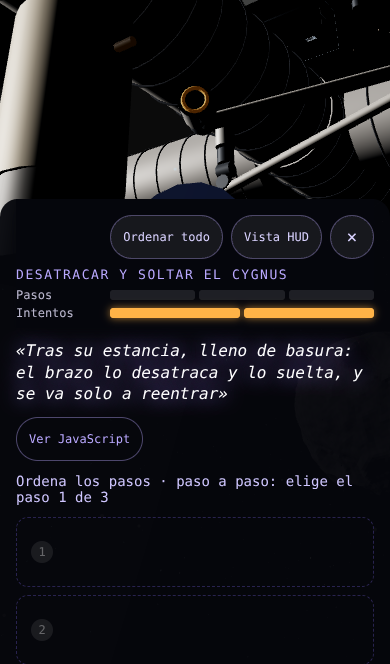 Ordenar todo
Vista HUD
×
DESATRACAR Y SOLTAR EL CYGNUS
Pasos
Intentos
«Tras su estancia, lleno de basura:
el brazo lo desatraca y lo suelta, y
se va solo a reentrar»
Ver JavaScript
Ordena los pasos · paso a paso: elige el
paso 1 de 3
1
2